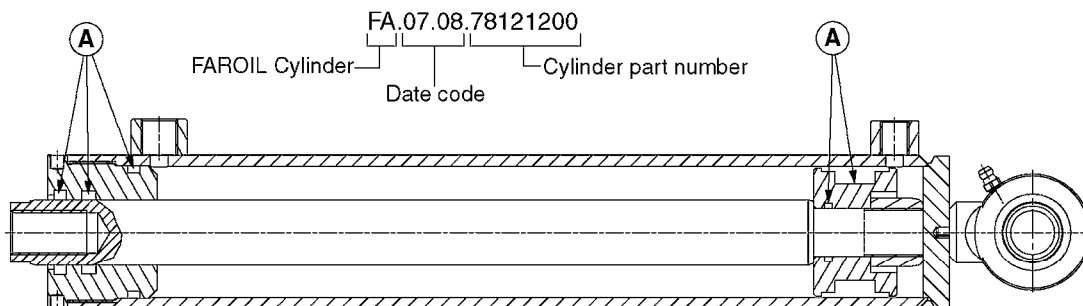 FA.07.08.78121200
A
A
FAROIL Cylinder
Cylinder part number
Date code